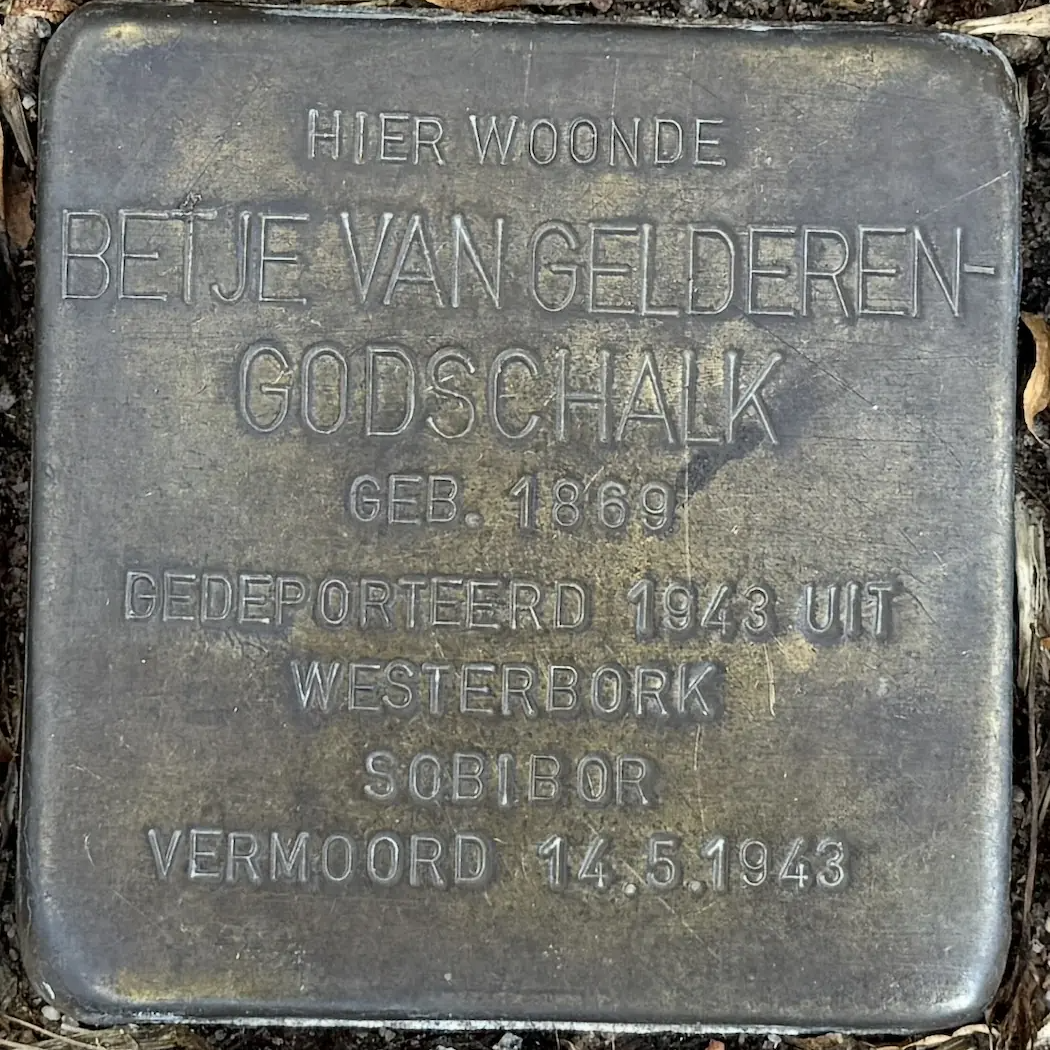 HIER WOONDE
BETJE VAN GELDEREN-
GODSCHALK
GEB. 1869
GEDEPORTEERD 1943 UIT
WESTERBORK
SOBIBOR
VERMOORD 14.5.1943